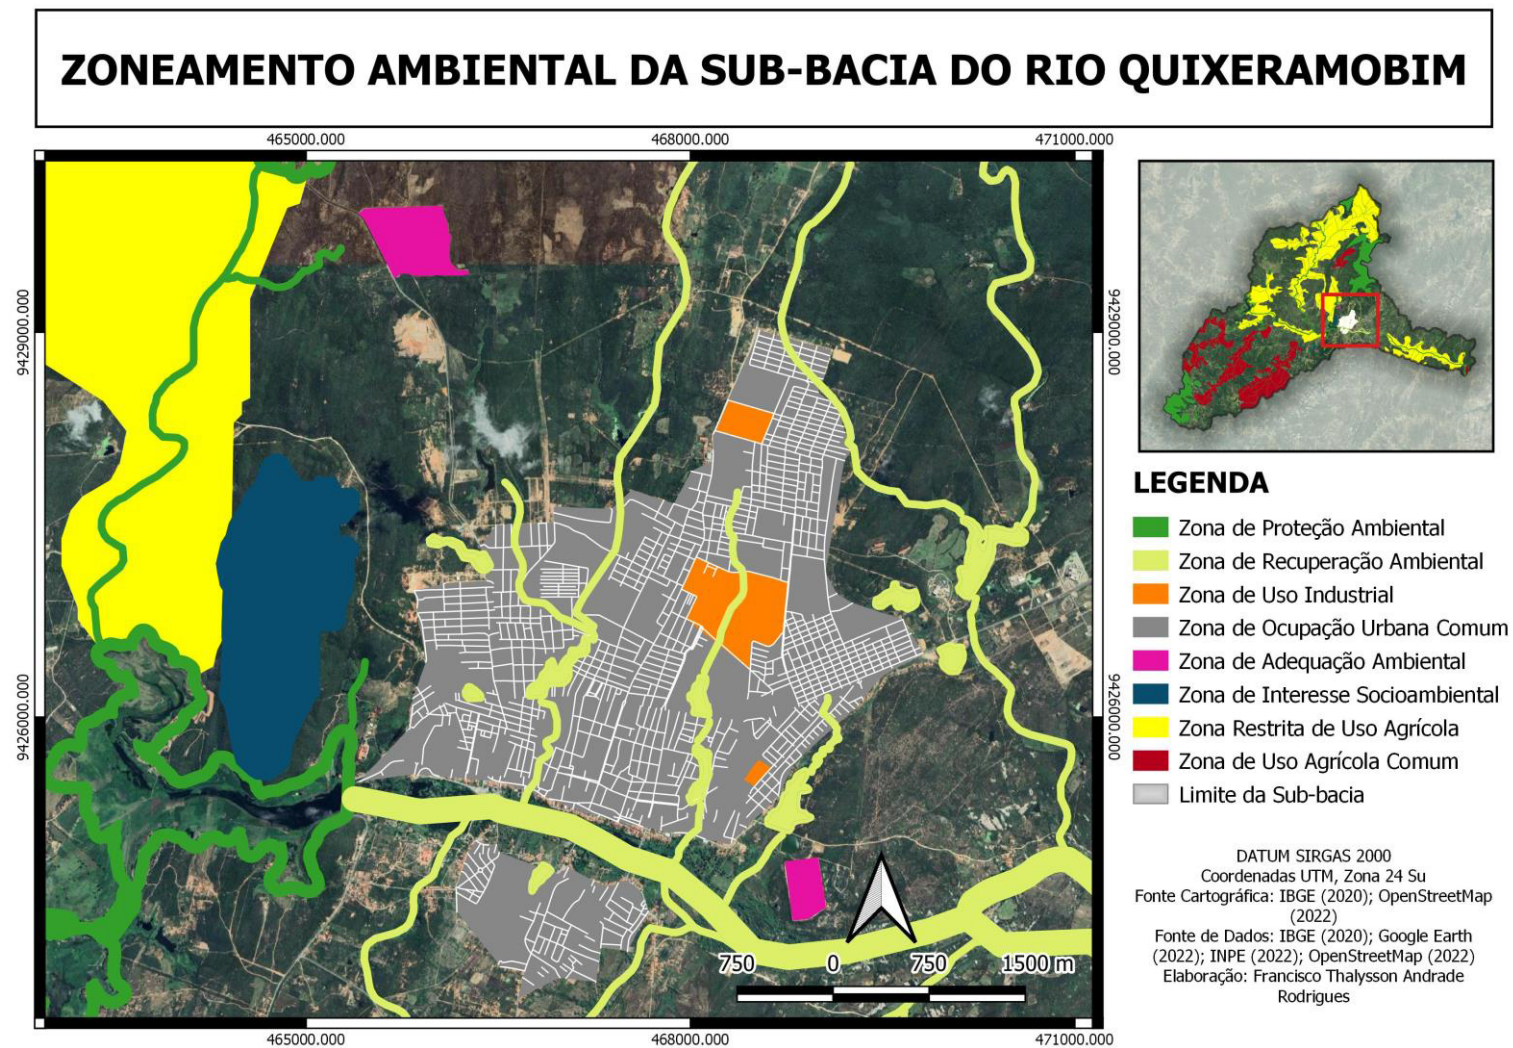 ZONEAMENTO AMBIENTAL DA SUB-BACIA DO RIO QUIXERAMOBIM
465000.000
468000.000
471000.000
9429000.000
9429000.000
9426000.000
9426000.000
750
0
750
1500 m
465000.000
468000.000
471000.000
LEGENDA
Zona de Proteção Ambiental
Zona de Recuperação Ambiental
Zona de Uso Industrial
Zona de Ocupação Urbana Comum
Zona de Adequação Ambiental
Zona de Interesse Socioambiental
Zona Restrita de Uso Agrícola
Zona de Uso Agrícola Comum
Limite da Sub-bacia
DATUM SIRGAS 2000
Coordenadas UTM, Zona 24 Su
Fonte Cartográfica: IBGE (2020); OpenStreetMap
(2022)
Fonte de Dados: IBGE (2020); Google Earth
(2022); INPE (2022); OpenStreetMap (2022)
Elaboração: Francisco Thalysson Andrade
Rodrigues